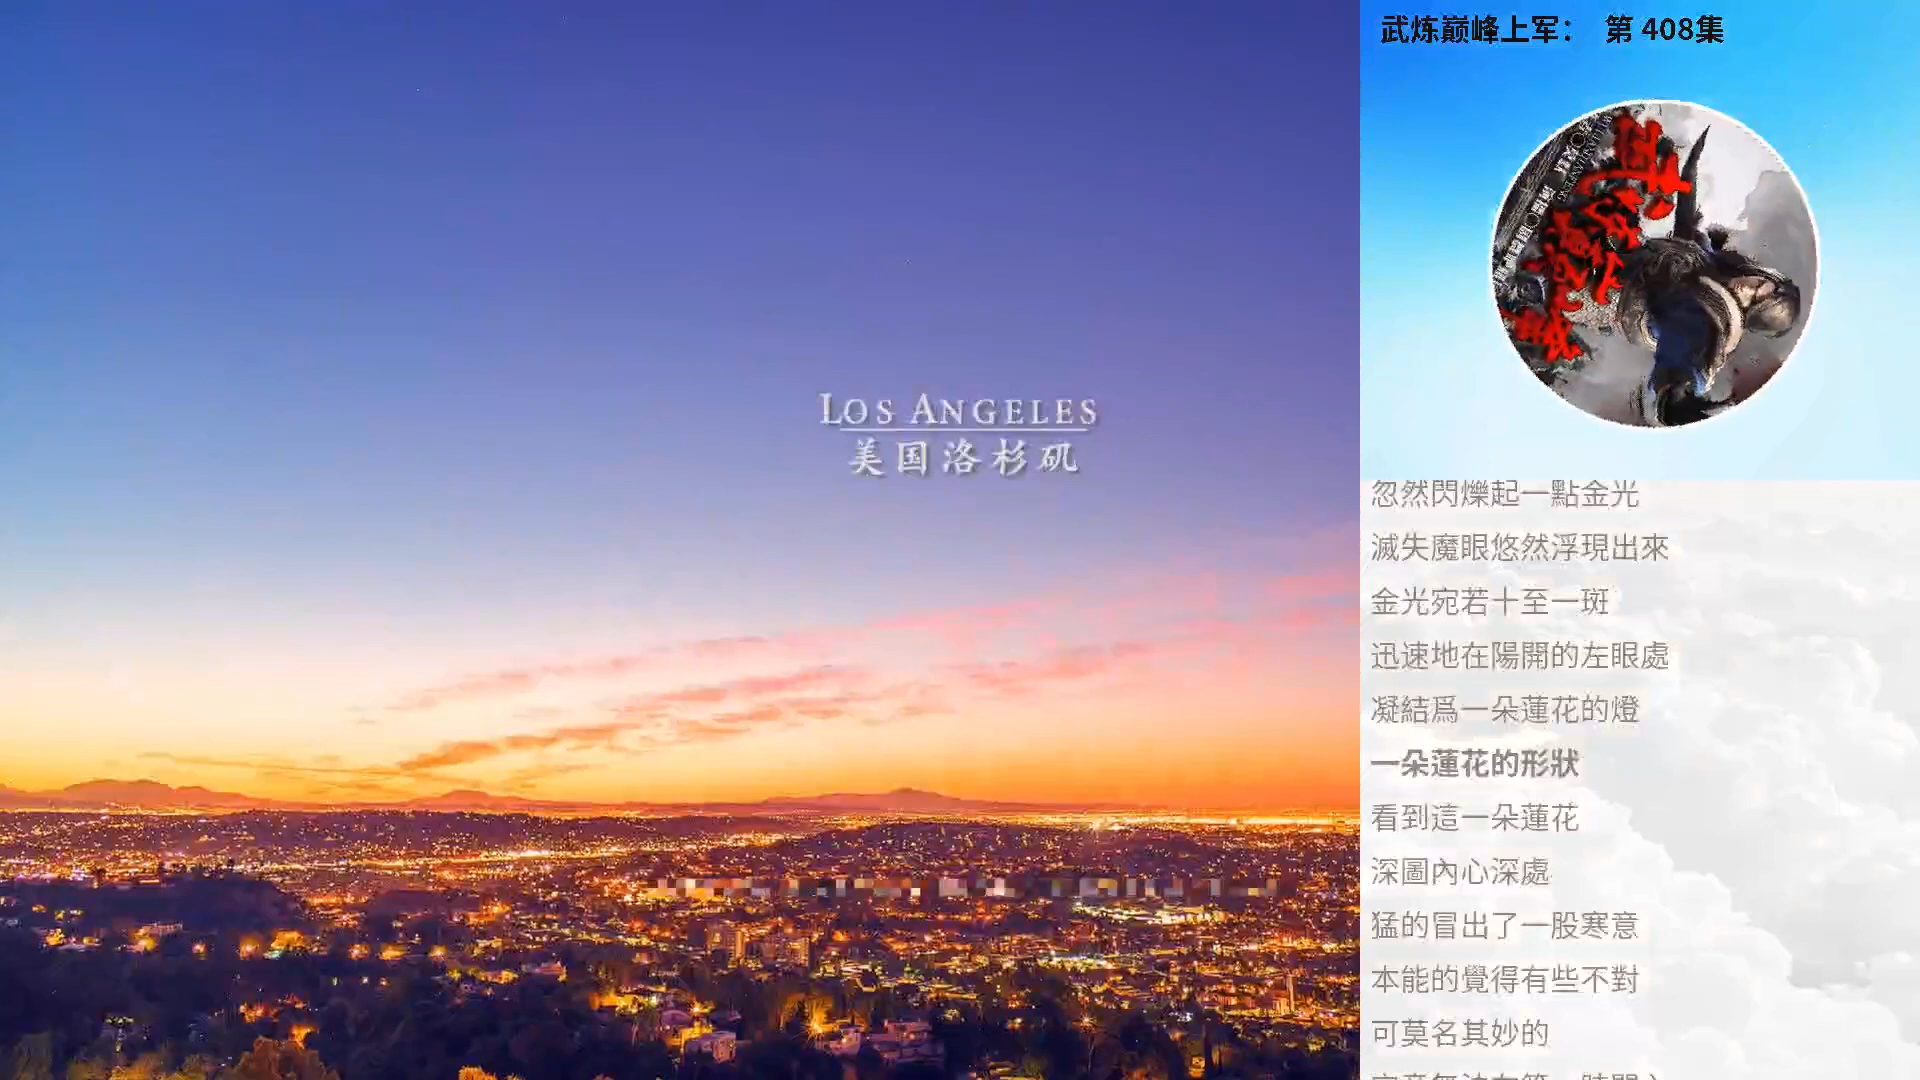 LOS ANGELES
美国洛杉矶
武炼巅峰上军： 第 408集
忽然閃爍起一點金光
滅失魔眼悠然浮現出來
金光宛若十至一斑
迅速地在陽開的左眼處
凝結爲一朵蓮花的燈
一朵蓮花的形狀
看到這一朵蓮花
深圖內心深處
猛的冒出了一股寒意
本能的覺得有些不對
可莫名其妙的